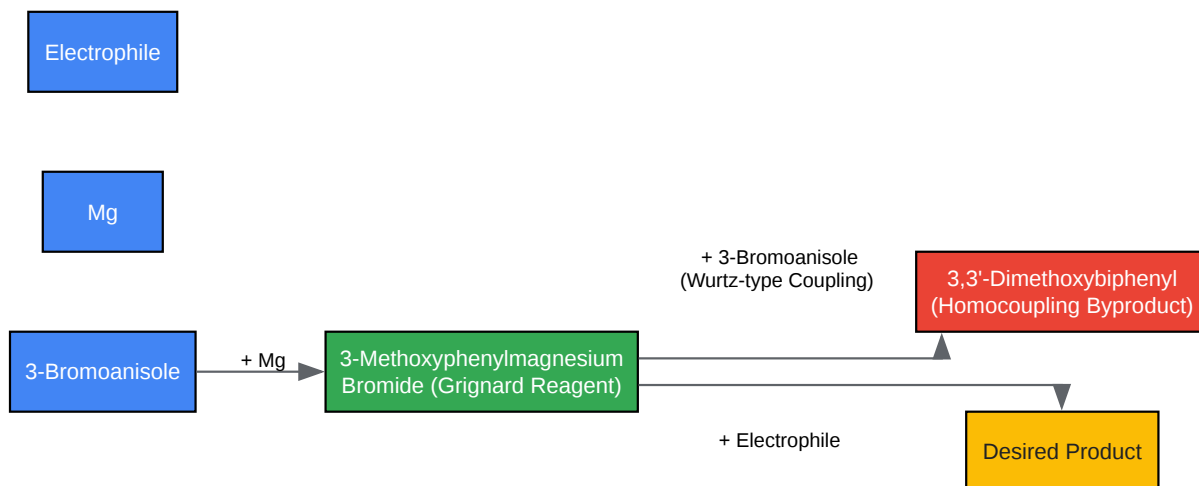 Electrophile
Mg
+ 3-Bromoanisole
(Wurtz-type Coupling)
3,3'-Dimethoxybiphenyl
(Homocoupling Byproduct)
3-Bromoanisole
+ Mg
3-Methoxyphenylmagnesium
Bromide (Grignard Reagent)
+ Electrophile
Desired Product